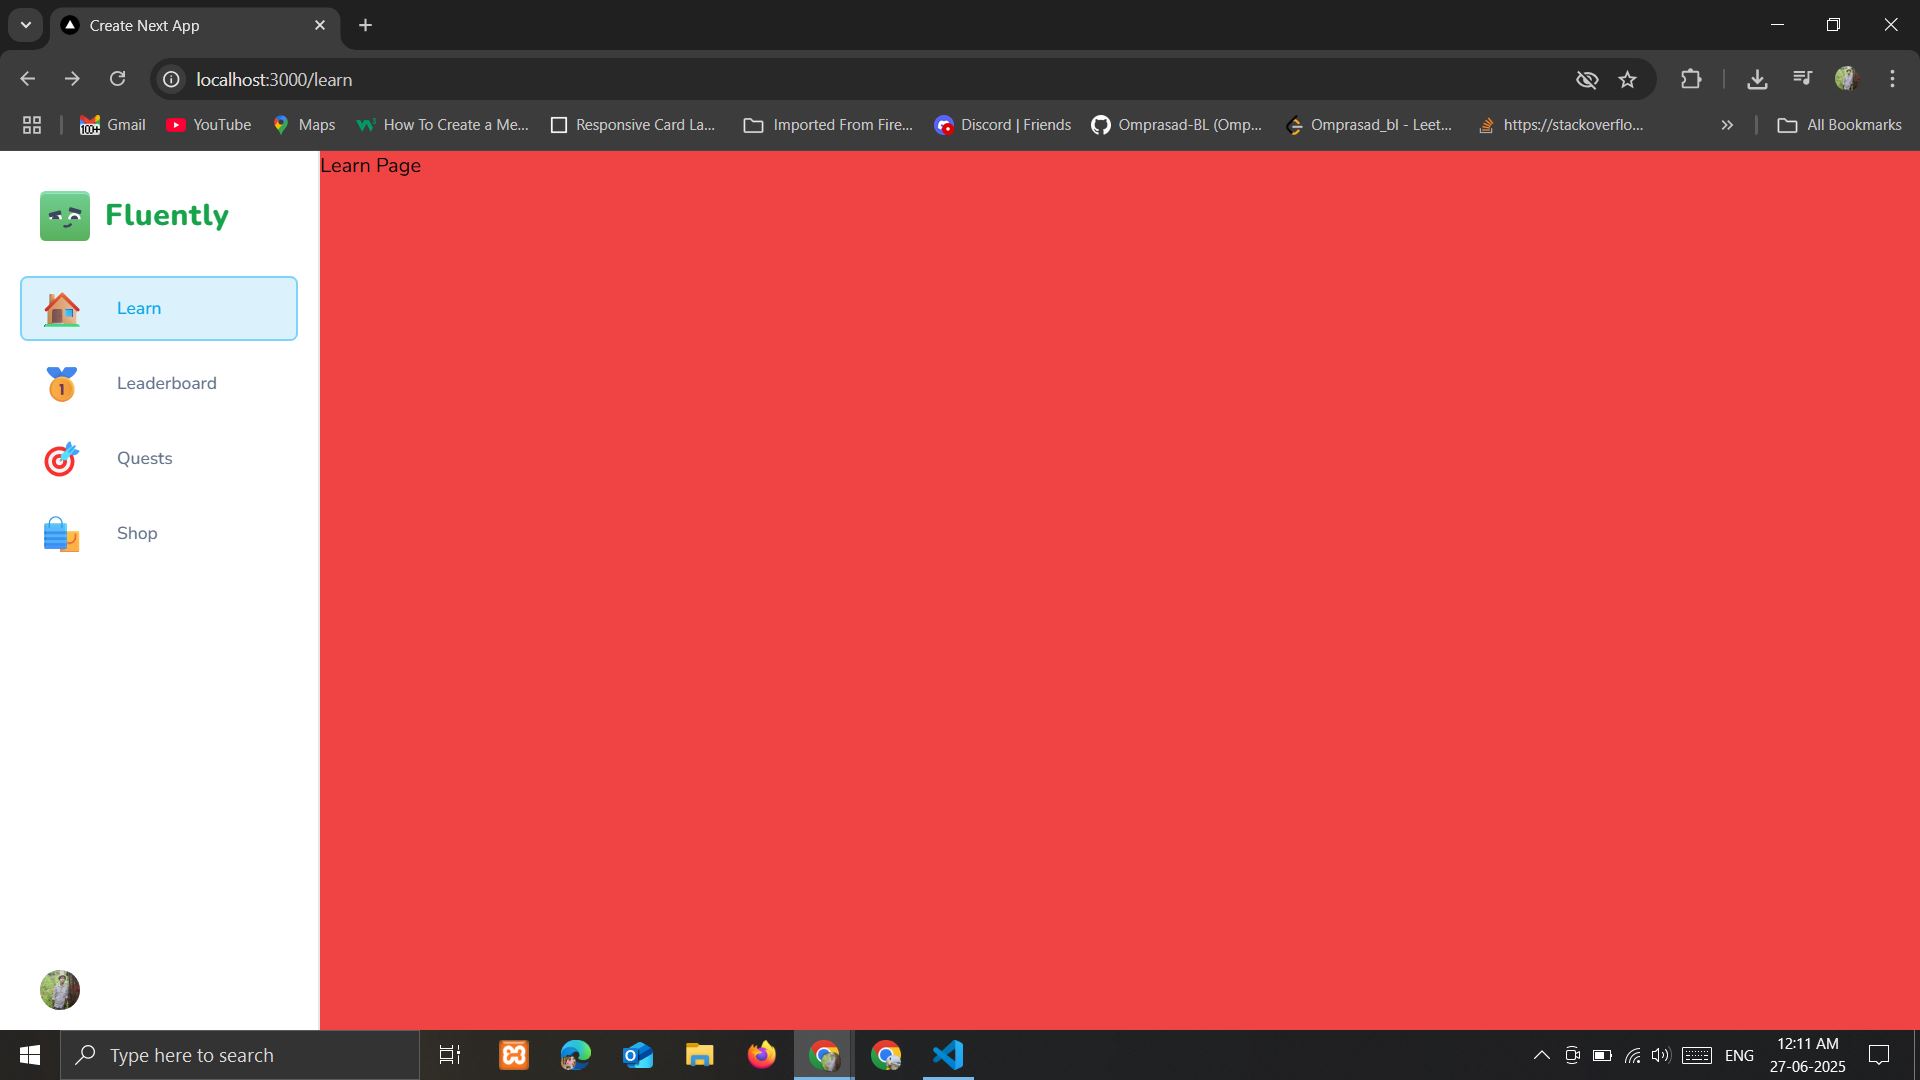 Create Next App
localhost:3000/learn
Gmail
YouTube
Maps
How To Create a Me...
Responsive Card La...
Imported From Fire...
Discord | Friends
Omprasad-BL (Omp...
Omprasad_bl - Leet...
https://stackoverflo...
All Bookmarks
Learn Page
Fluently
Learn
1
Leaderboard
Quests
Shop
Type here to search
ENG
12:11 AM
27-06-2025